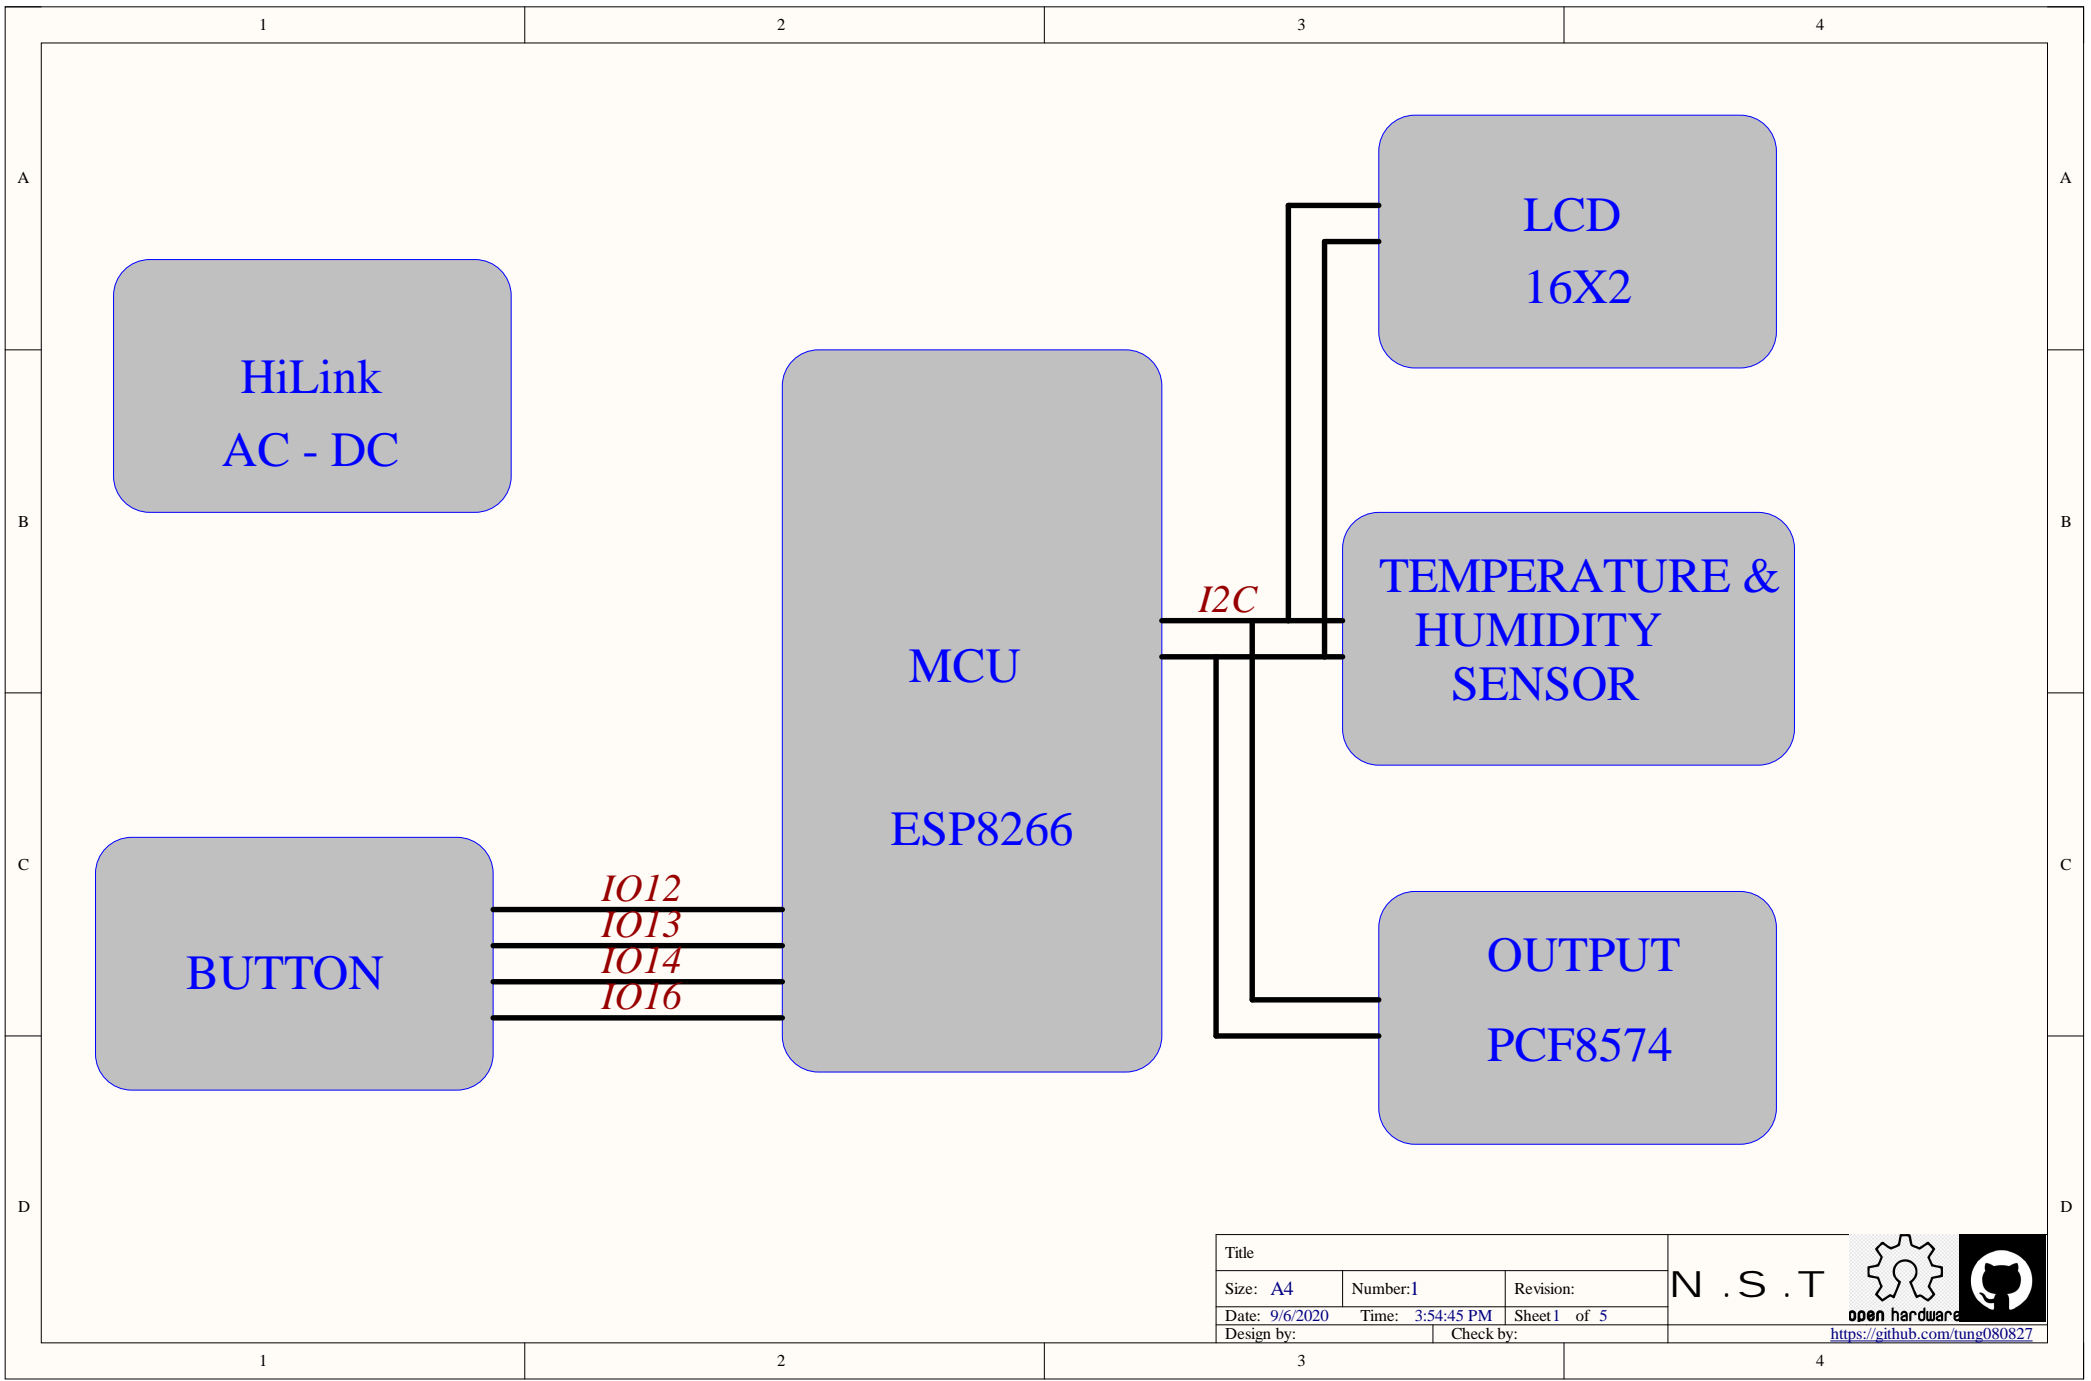 1 2 3 4
A A
LCD
16X2
HiLink
AC - DC
B B
TEMPERATURE &
HUMIDITY
SENSOR
I2C
MCU
ESP8266
C C
IO12
IO13
IO14
IO16
BUTTON
OUTPUT
PCF8574
D D
Title
Size: A4 Number:1 Revision:
Date: 9/6/2020 Time: 3:54:45 PM Sheet1 of 5
Design by: Check by:
N .S .T
open hardware
https://github.com/tung080827
1 2 3 4